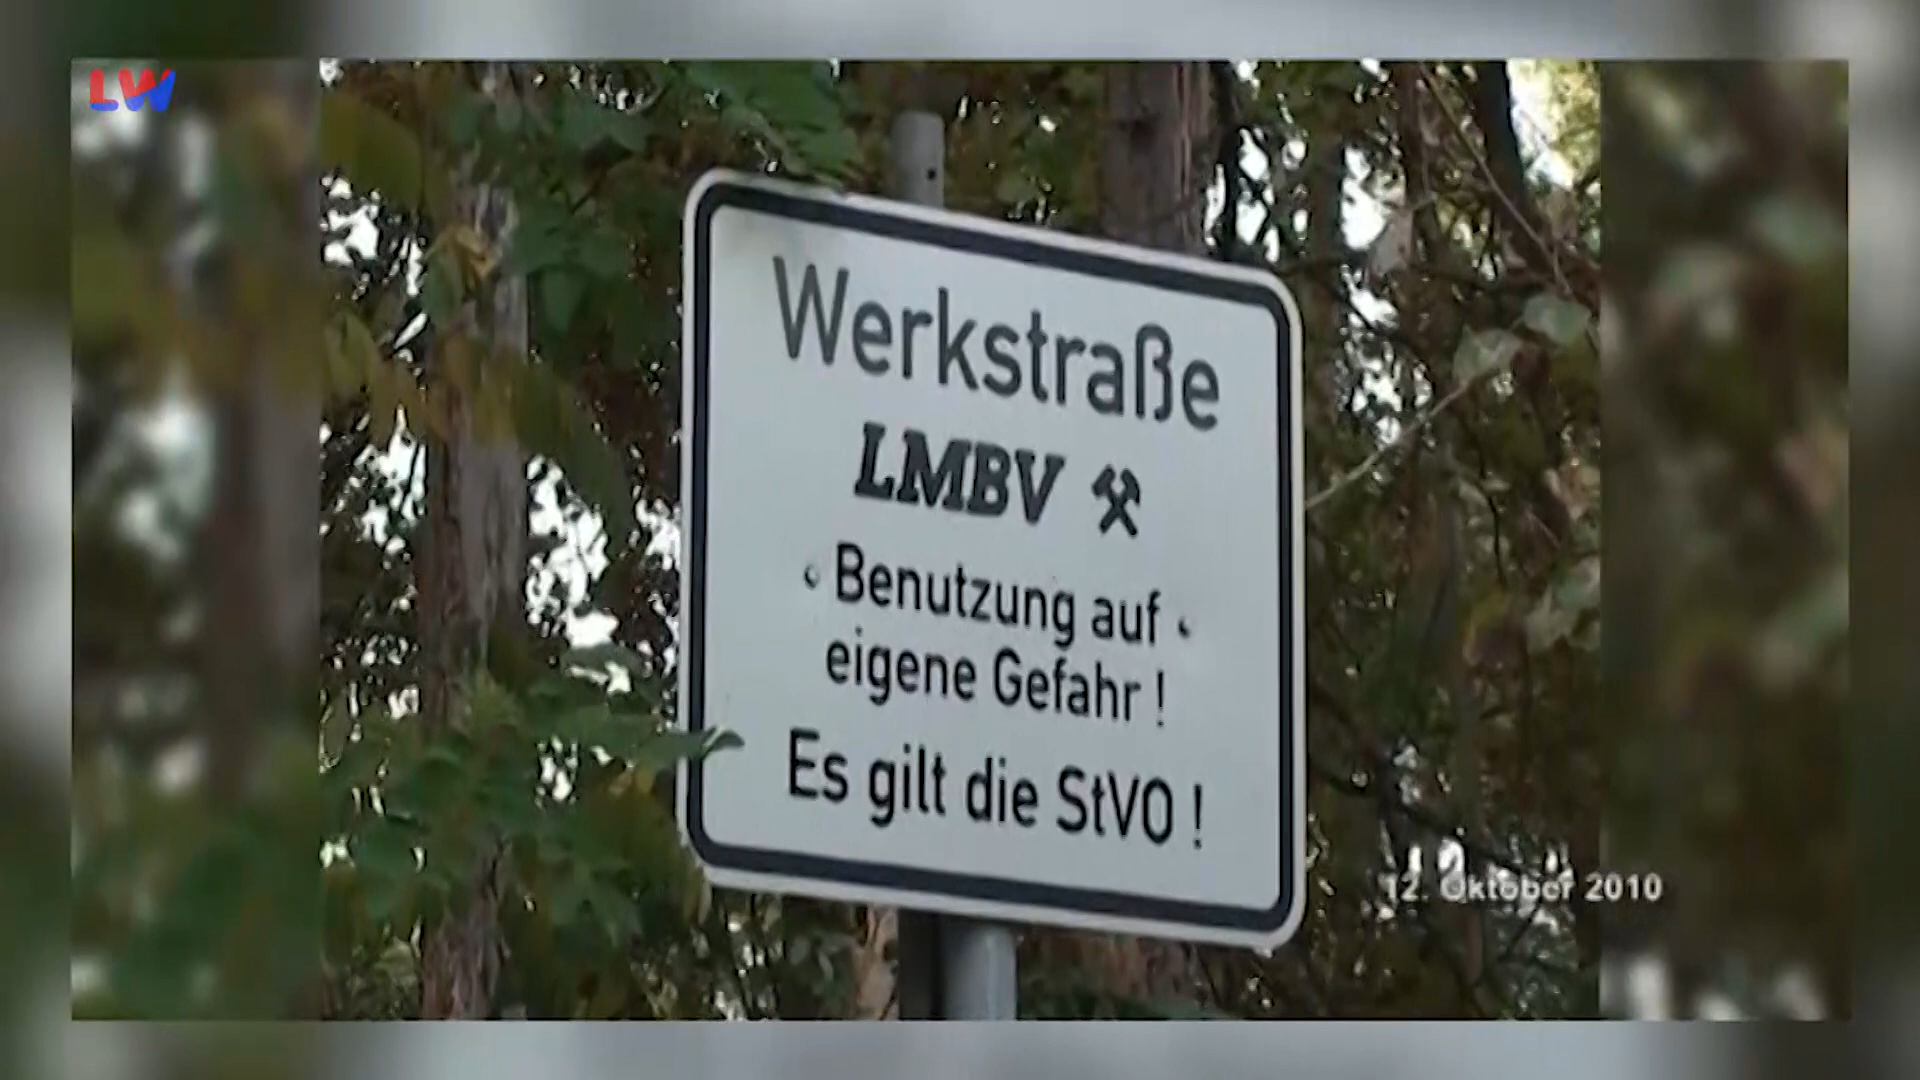 LW
Werkstraße
LMBV
Benutzung auf
eigene Gefahr !
Es gilt die StVO !
12. Oktober 2010